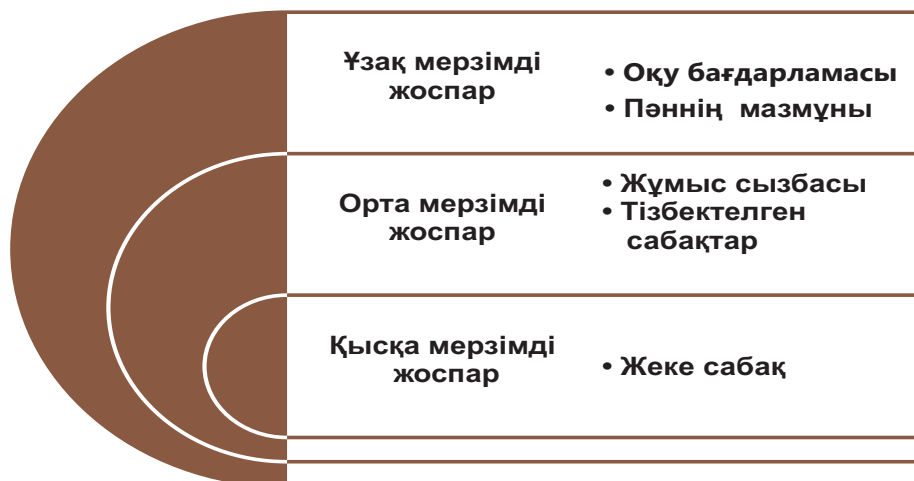 Ұзақ мерзімді
жоспар
• Оқу бағдарламасы
• Пәннің мазмұны
Орта мерзімді
жоспар
• Жұмыс сызбасы
• Тізбектелген
сабақтар
Қысқа мерзімді
жоспар
• Жеке сабақ